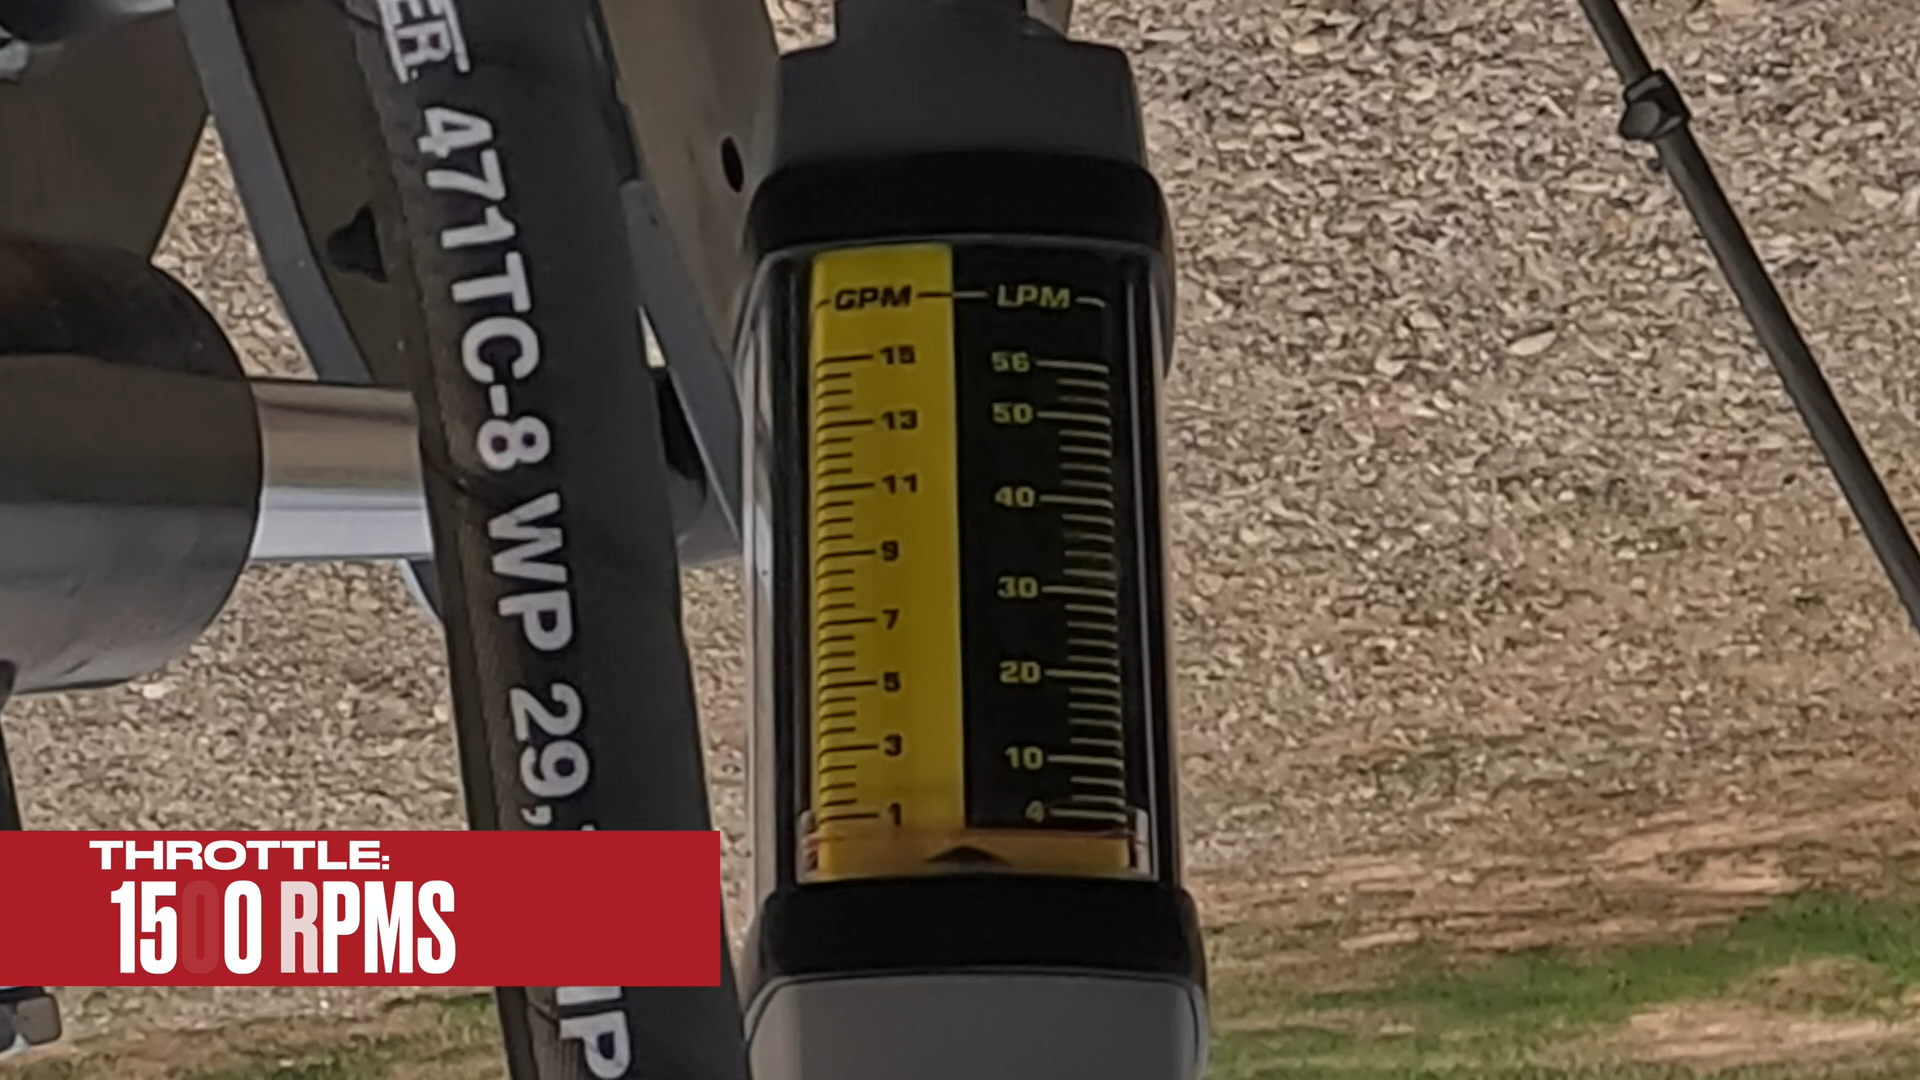 ER.
471TC-8 WP 29,
MP
GPM LPM
15 56
13 50
11 40
9 30
7
5 20
3 10
1 4
THROTTLE:
1500 RPMS